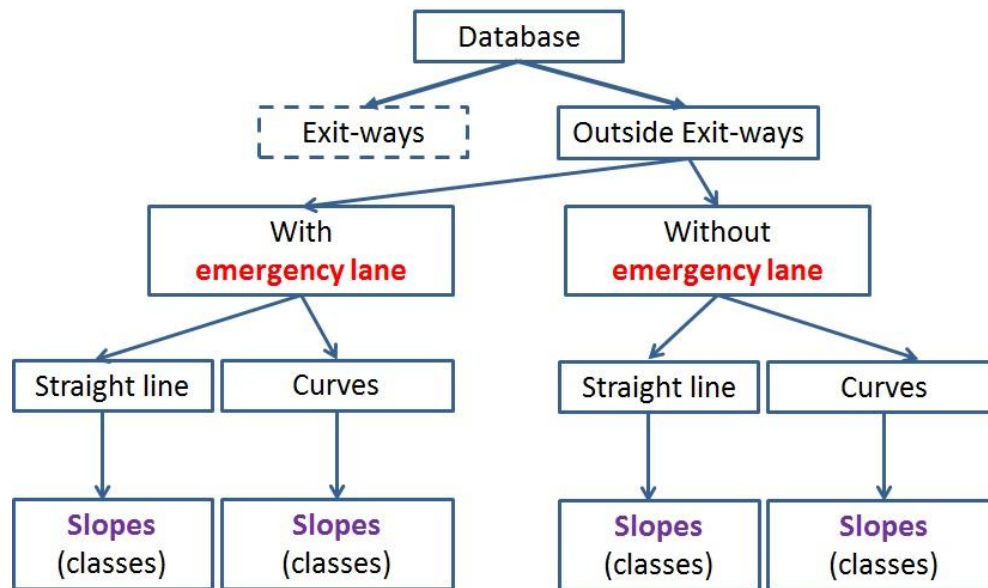 Database
Exit-ways
Outside Exit-ways
With
emergency lane
Without
emergency lane
Straight line
Curves
Straight line
Curves
Slopes
(classes)
Slopes
(classes)
Slopes
(classes)
Slopes
(classes)